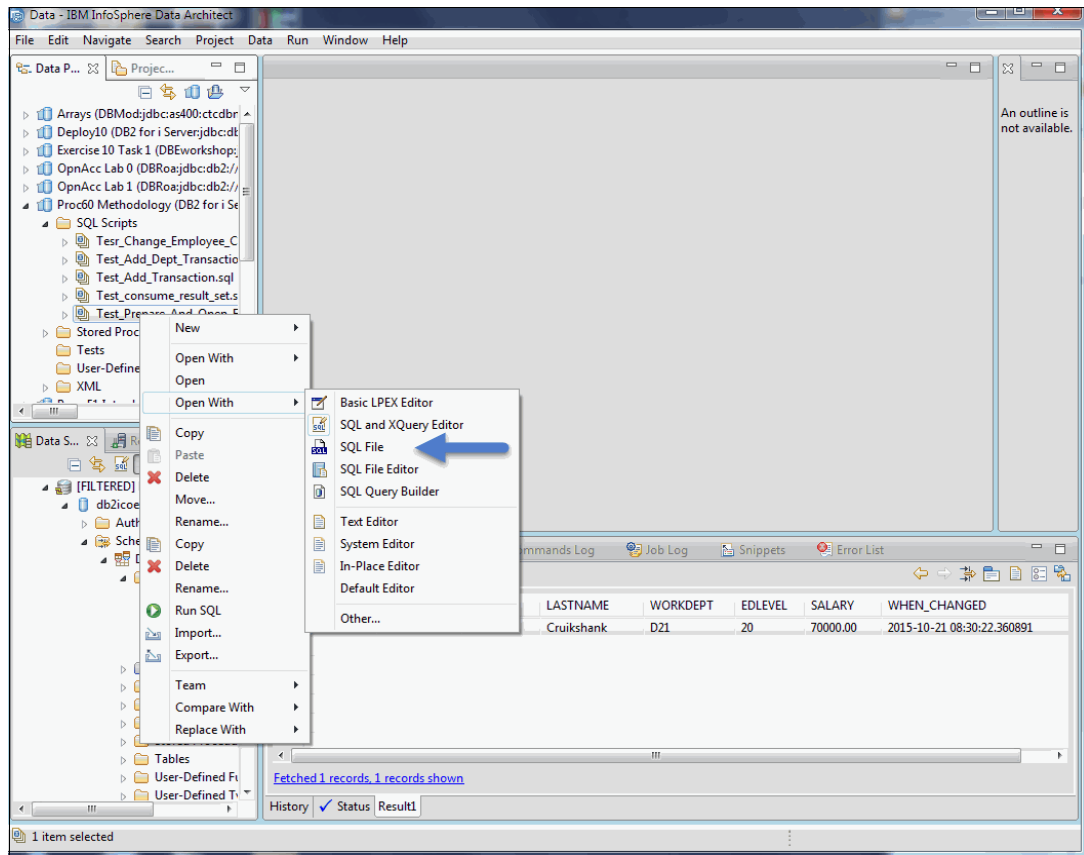 Data - IBM InfoSphere Data Architect
File Edit Navigate Search Project Data Run Window Help
Data P... Projec...
Arrays (DBMod:jdbc:as400:ctcdbr
Deploy10 (DB2 for i Server:jdbc:dt
Exercise 10 Task 1 (DBEworkshop:j
OpnAcc Lab 0 (DBRoa:jdbc:db2://
OpnAcc Lab 1 (DBRoa:jdbc:db2://
Proc60 Methodology (DB2 for i Se
SQL Scripts
Tesr_Change_Employee_C
Test_Add_Dept_Transactio
Test_Add_Transaction.sql
Test_consume_result_set.s
Test_Prepare_And_Open_F
Stored Proc
Tests
User-Define
XML
An outline is
not available.
New
Open With
Open
Open With
Copy
Paste
Delete
Move...
Rename...
Copy
Delete
Rename...
Run SQL
Import...
Export...
Team
Compare With
Replace With
Basic LPEX Editor
SQL and XQuery Editor
SQL File
SQL File Editor
SQL Query Builder
Text Editor
System Editor
In-Place Editor
Default Editor
Other...
Data S... R
[FILTERED]
db2icoe
Auth
Sche
Tables
User-Defined Fu
User-Defined Ty
mmands Log Job Log Snippets Error List
LASTNAME WORKDEPT EDLEVEL SALARY WHEN_CHANGED
Cruikshank D21 20 70000.00 2015-10-21 08:30:22.360891
Fetched 1 records, 1 records shown
History Status Result1
1 item selected